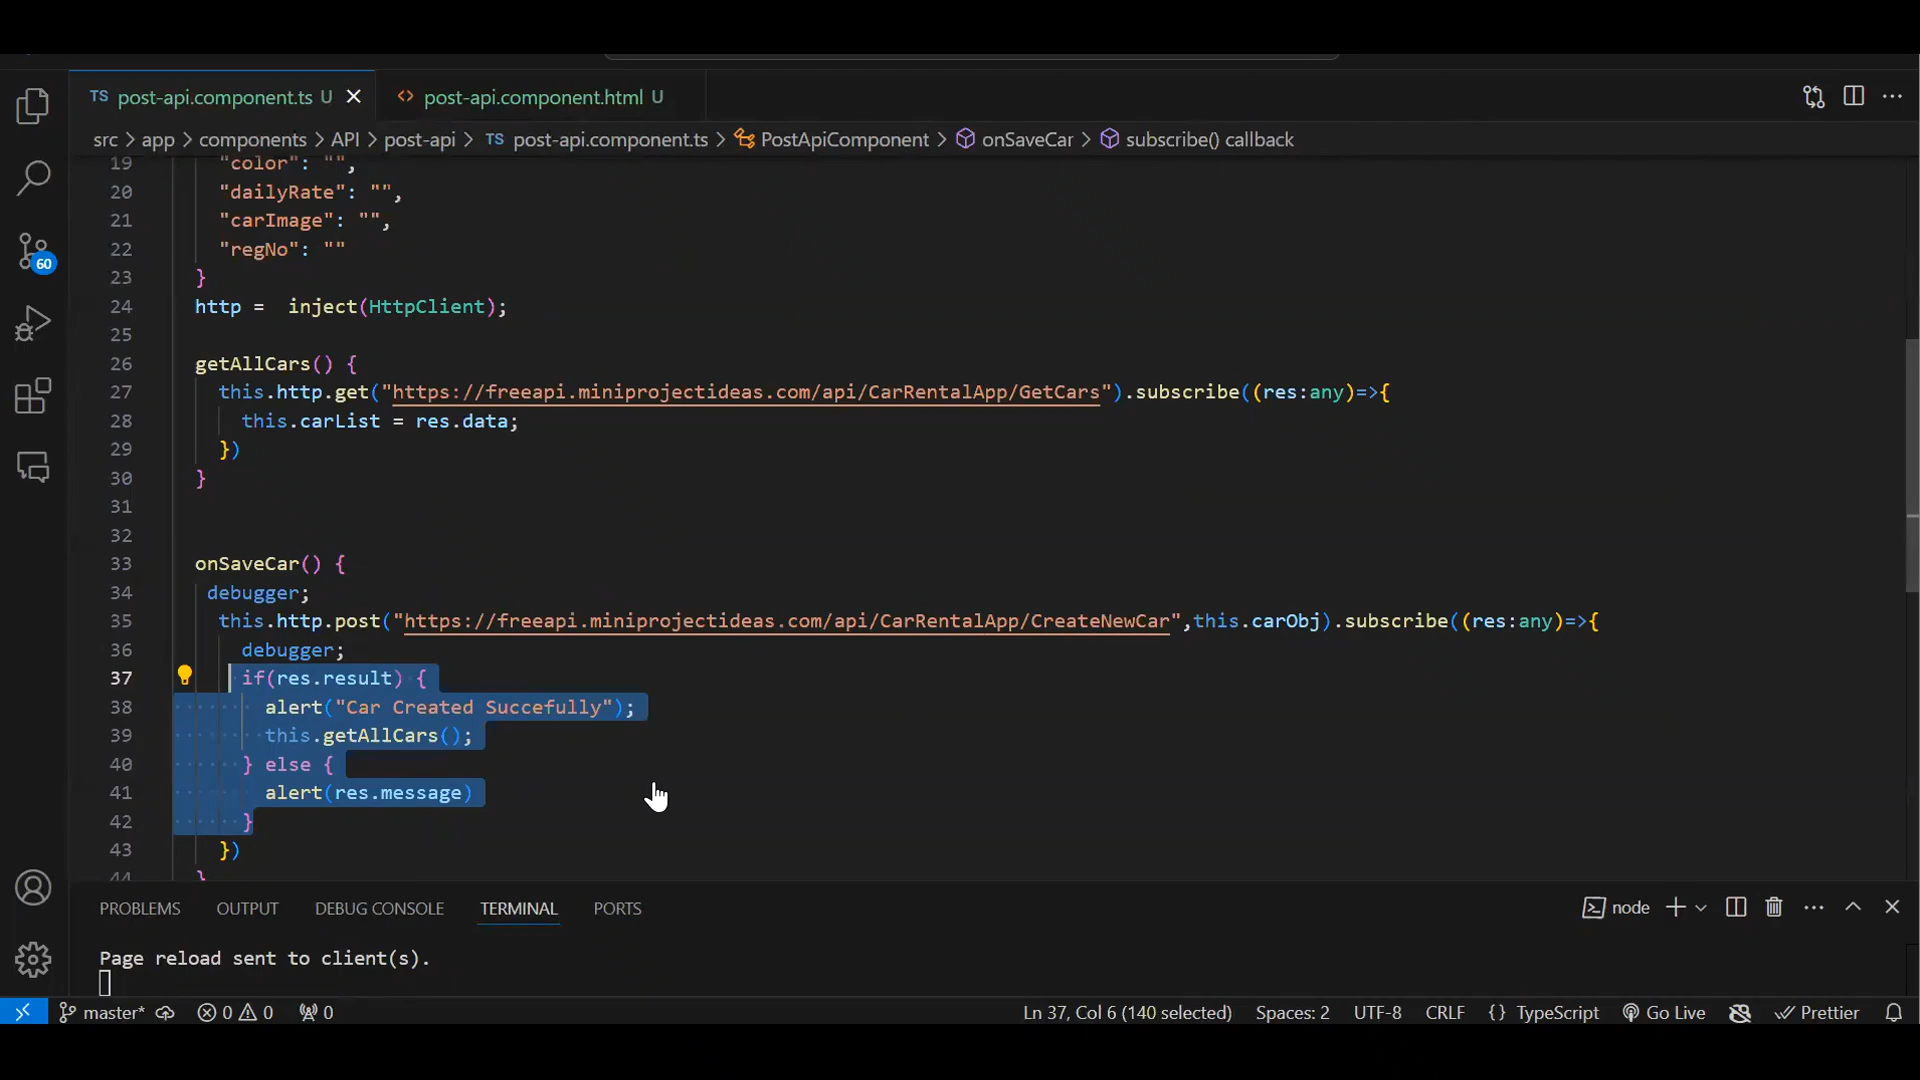 TS post-api.component.ts U
<> post-api.component.html U
src > app > components > API > post-api > TS post-api.component.ts > PostApiComponent > onSaveCar > subscribe() callback
19 "color": "",
20 "dailyRate": "",
21 "carImage": "",
22 "regNo": ""
23 }
24 http =  inject(HttpClient);
25
26 getAllCars() {
27 this.http.get("https://freeapi.miniprojectideas.com/api/CarRentalApp/GetCars").subscribe((res:any)=>{
28 this.carList = res.data;
29 })
30 }
31
32
33 onSaveCar() {
34 debugger;
35 this.http.post("https://freeapi.miniprojectideas.com/api/CarRentalApp/CreateNewCar",this.carObj).subscribe((res:any)=>{
36 debugger;
37 if(res.result) {
38 alert("Car Created Succefully");
39 this.getAllCars();
40 } else {
41 alert(res.message)
42 }
43 })
44 }
60
PROBLEMS OUTPUT DEBUG CONSOLE TERMINAL PORTS
node
Page reload sent to client(s).
master* 0 0 0
Ln 37, Col 6 (140 selected) Spaces: 2 UTF-8 CRLF {} TypeScript Go Live Prettier